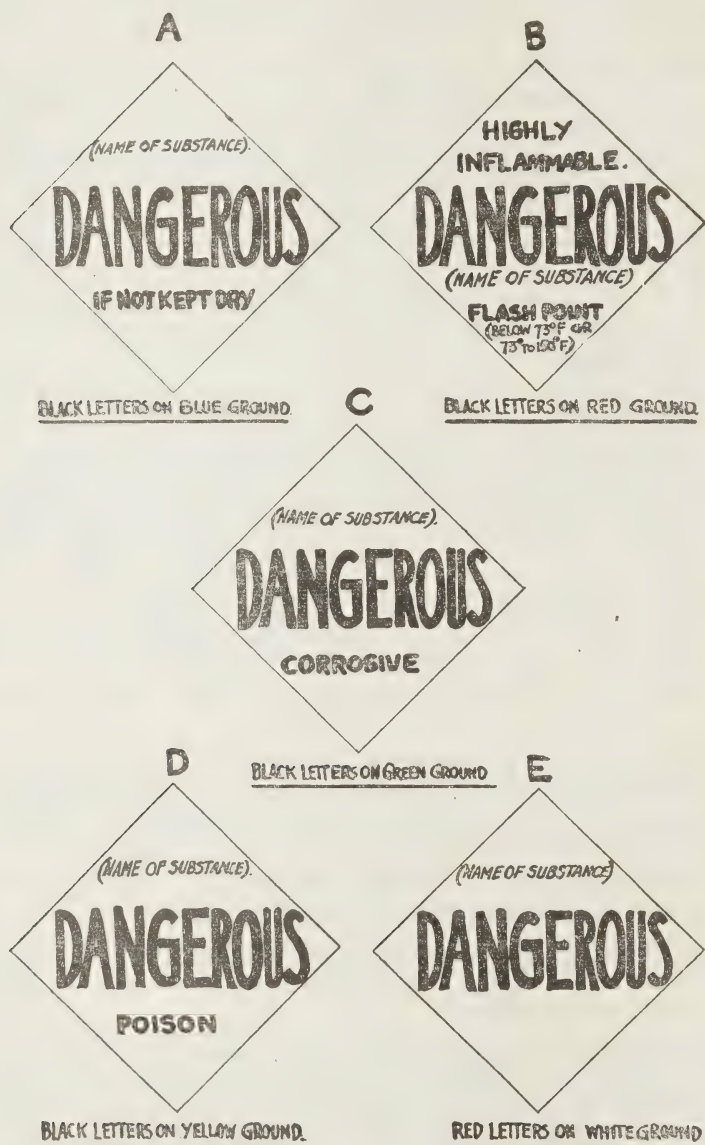 A
(NAME OF SUBSTANCE).
DANGEROUS
IF NOT KEPT DRY
BLACK LETTERS ON BLUE GROUND.
B
HIGHLY
INFLAMMABLE.
DANGEROUS
(NAME OF SUBSTANCE)
FLASH POINT
(BELOW 73°F OR
73° TO 150°F)
BLACK LETTERS ON RED GROUND.
C
(NAME OF SUBSTANCE).
DANGEROUS
CORROSIVE
BLACK LETTERS ON GREEN GROUND
D
(NAME OF SUBSTANCE).
DANGEROUS
POISON
BLACK LETTERS ON YELLOW GROUND.
E
(NAME OF SUBSTANCE)
DANGEROUS
RED LETTERS ON WHITE GROUND